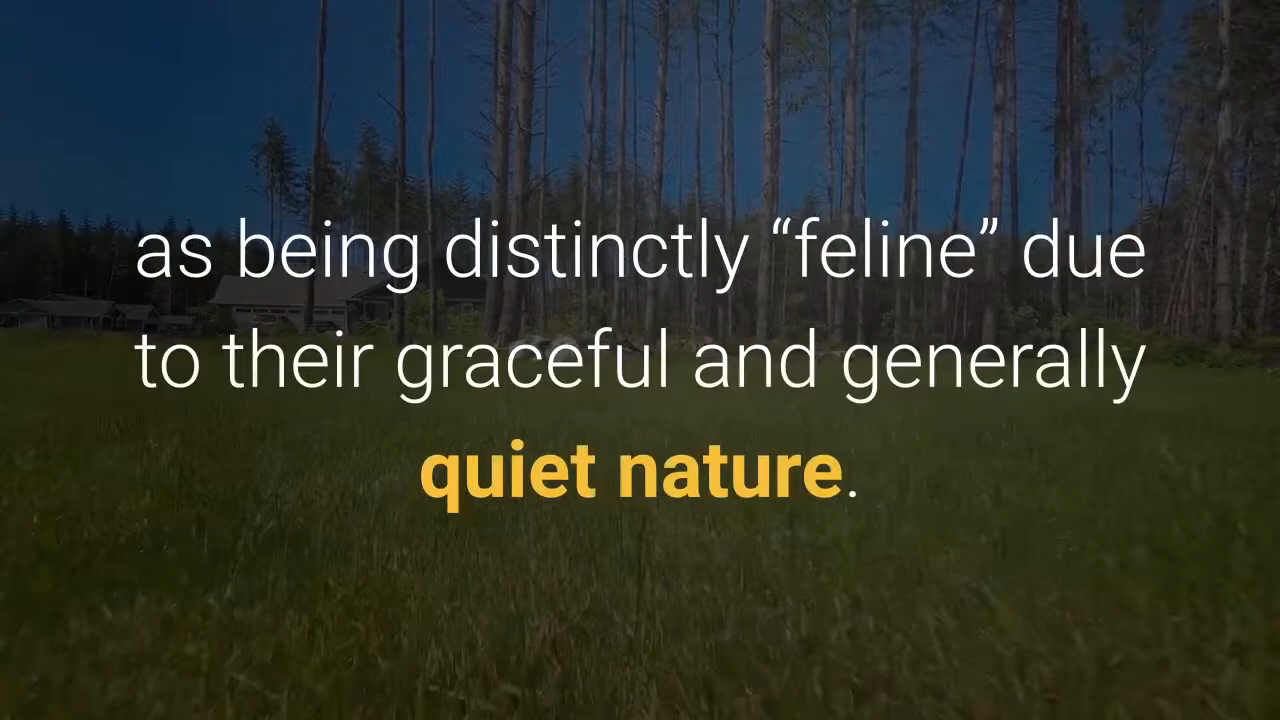 as being distinctly “feline” due
to their graceful and generally
quiet nature.